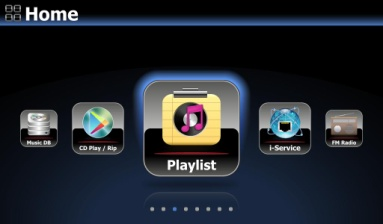 Home
Music DB
CD Play / Rip
Playlist
i-Service
FM Radio